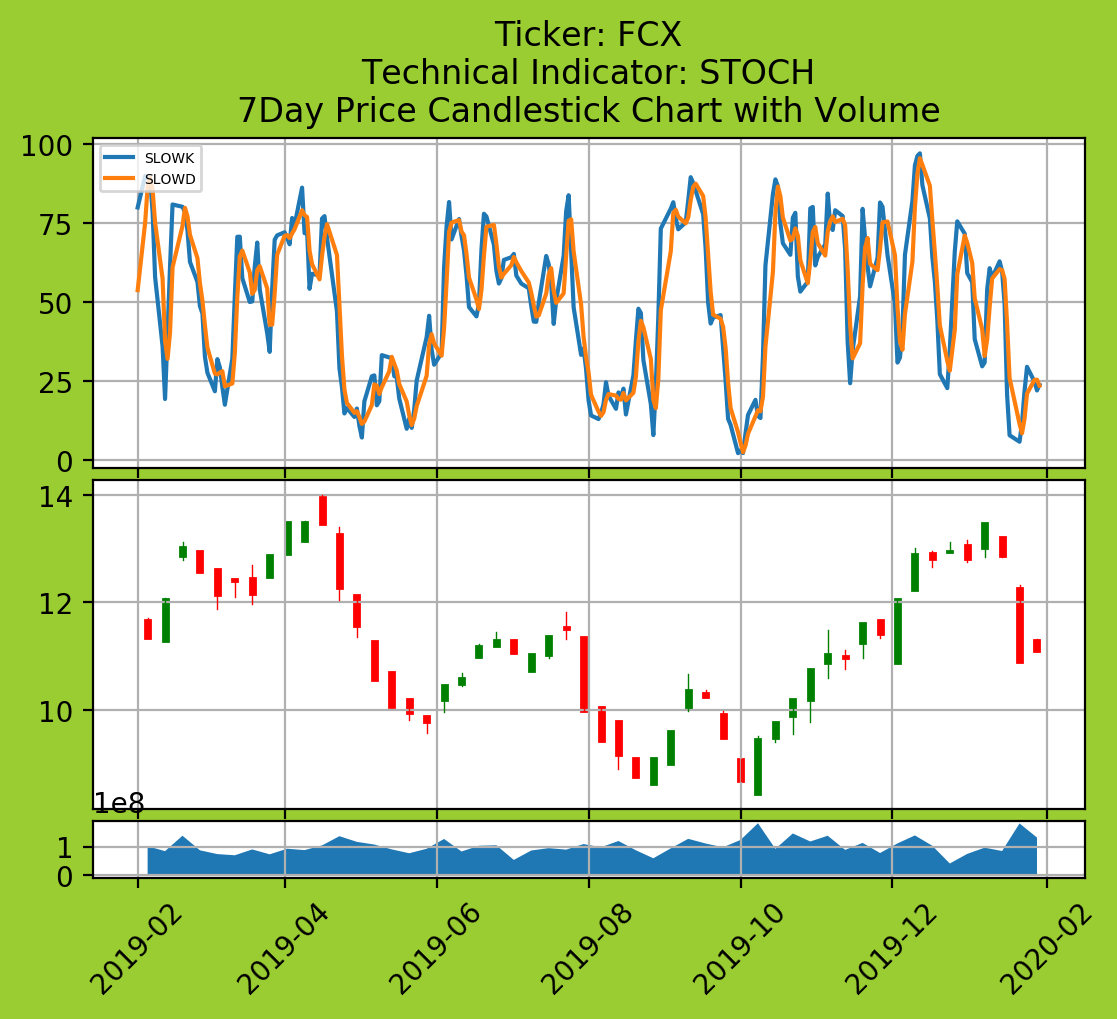 Ticker: FCX
Technical Indicator: STOCH
7Day Price Candlestick Chart with Volume
100
75
50
25
0
SLOWK
SLOWD
14
12
10
1e8
1
0
2019-02
2019-04
2019-06
2019-08
2019-10
2019-12
2020-02